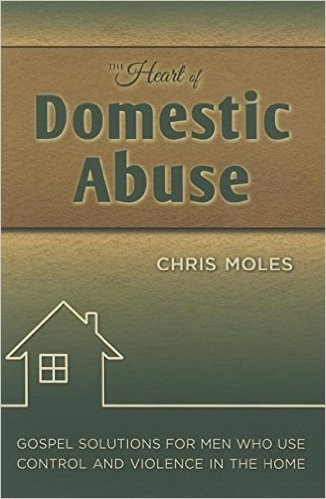 THE Heart of
Domestic
Abuse
CHRIS MOLES
GOSPEL SOLUTIONS FOR MEN WHO USE
CONTROL AND VIOLENCE IN THE HOME